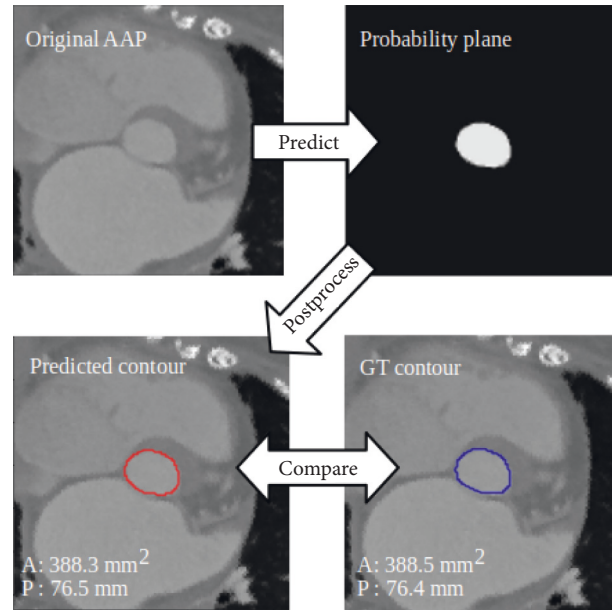 Original AAP
Probability plane
Predict
Postprocess
Predicted contour
GT contour
Compare
A: 388.3 mm²
P : 76.5 mm
A: 388.5 mm²
P : 76.4 mm